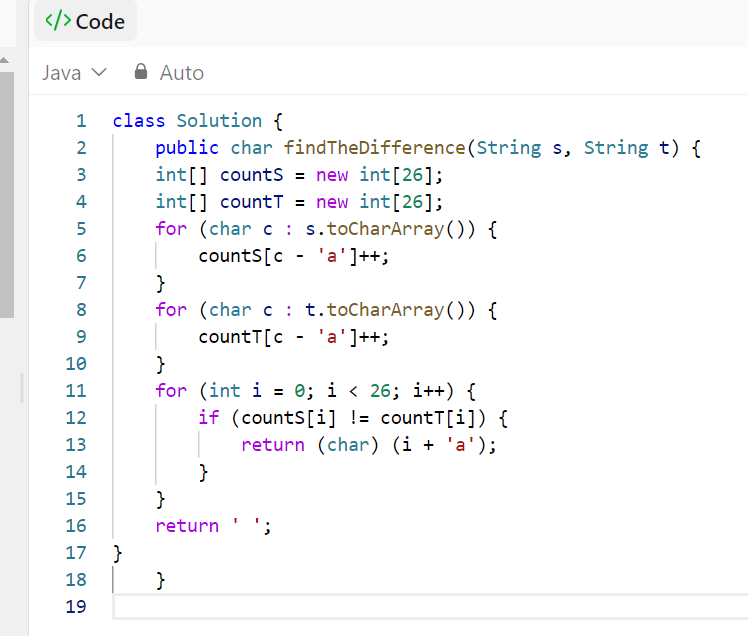 </> Code
Java Auto
1 class Solution {
2     public char findTheDifference(String s, String t) {
3     int[] countS = new int[26];
4     int[] countT = new int[26];
5     for (char c : s.toCharArray()) {
6         countS[c - 'a']++;
7     }
8     for (char c : t.toCharArray()) {
9         countT[c - 'a']++;
10     }
11     for (int i = 0; i < 26; i++) {
12         if (countS[i] != countT[i]) {
13             return (char) (i + 'a');
14         }
15     }
16     return ' ';
17 }
18     }
19